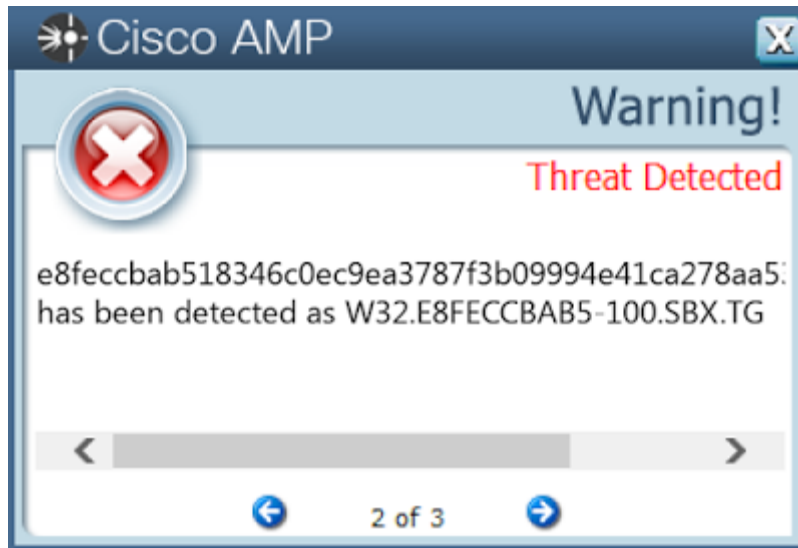 Cisco AMP
X
Warning!
Threat Detected
e8feccbab518346c0ec9ea3787f3b09994e41ca278aa5
has been detected as W32.E8FECCBAB5-100.SBX.TG
2 of 3